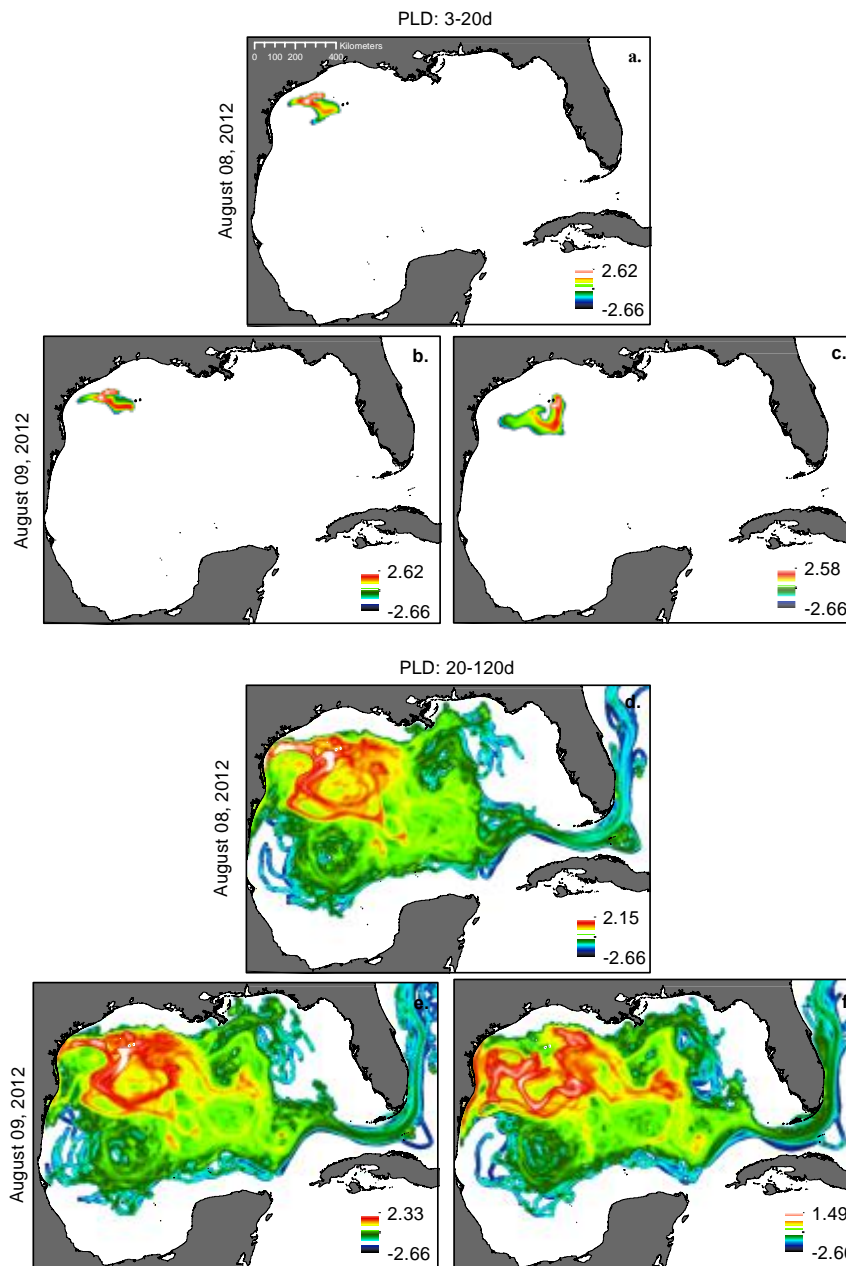 PLD: 3-20d
a.
Kilometers
0 100 200 400
August 08, 2012
2.62
-2.66
b.
August 09, 2012
2.62
-2.66
c.
2.58
-2.66
PLD: 20-120d
d.
August 08, 2012
2.15
-2.66
e.
August 09, 2012
2.33
-2.66
f.
1.49